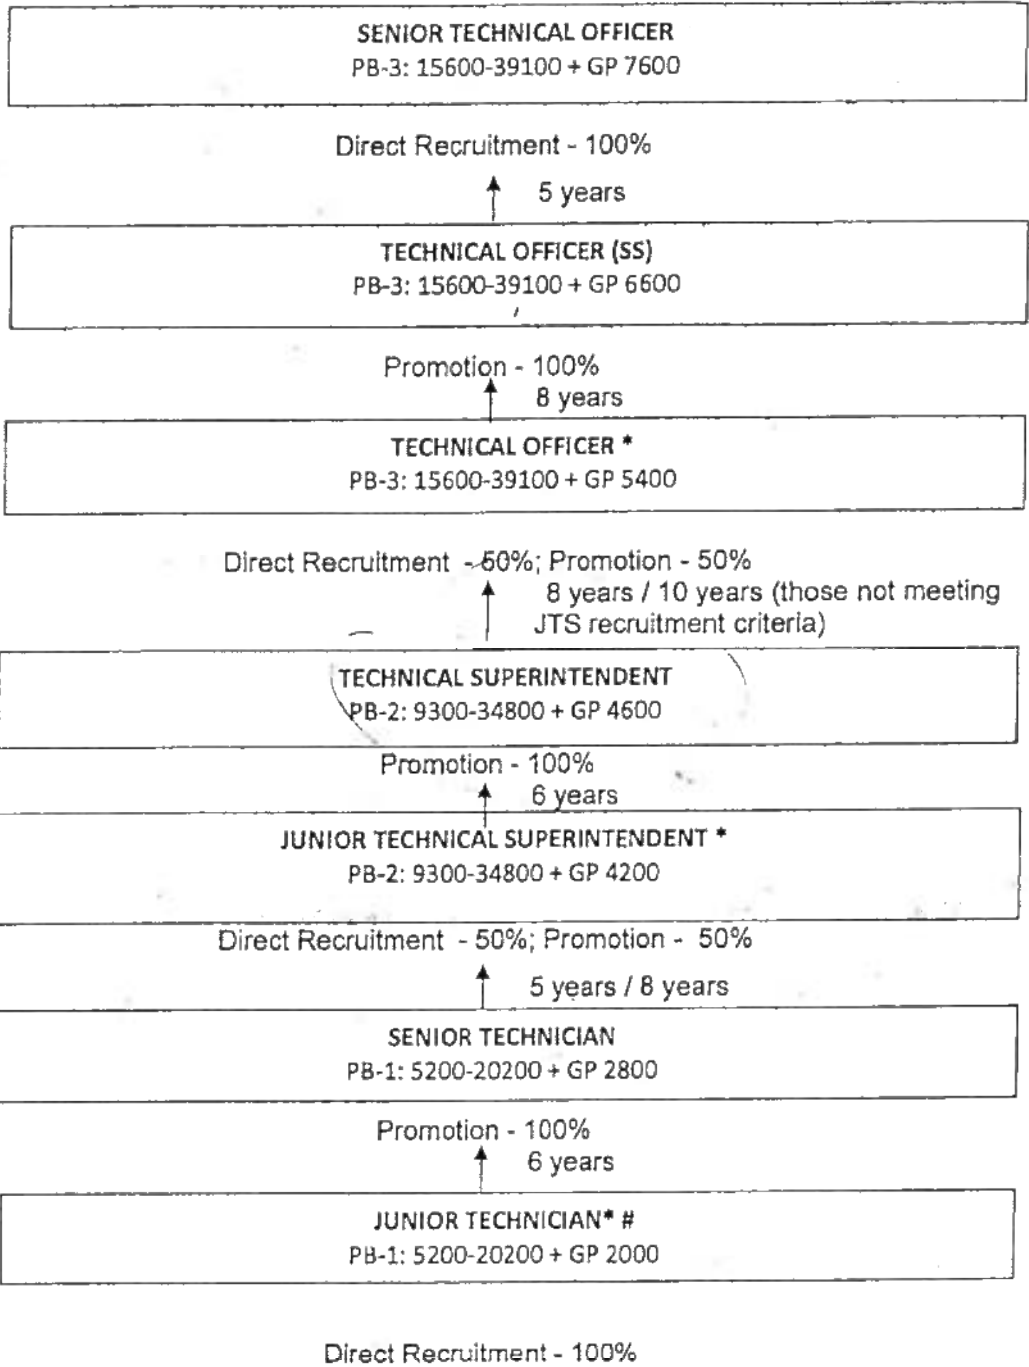 SENIOR TECHNICAL OFFICER
PB-3: 15600-39100 + GP 7600
Direct Recruitment - 100%
5 years
TECHNICAL OFFICER (SS)
PB-3: 15600-39100 + GP 6600
Promotion - 100%
8 years
TECHNICAL OFFICER *
PB-3: 15600-39100 + GP 5400
Direct Recruitment - 50%; Promotion - 50%
8 years / 10 years (those not meeting
JTS recruitment criteria)
TECHNICAL SUPERINTENDENT
PB-2: 9300-34800 + GP 4600
Promotion - 100%
6 years
JUNIOR TECHNICAL SUPERINTENDENT *
PB-2: 9300-34800 + GP 4200
Direct Recruitment - 50%; Promotion - 50%
5 years / 8 years
SENIOR TECHNICIAN
PB-1: 5200-20200 + GP 2800
Promotion - 100%
6 years
JUNIOR TECHNICIAN* #
PB-1: 5200-20200 + GP 2000
Direct Recruitment - 100%